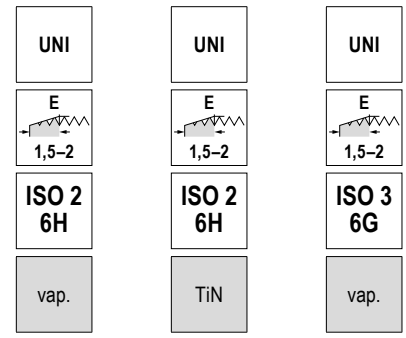 UNI UNI UNI
E E E
1,5–2 1,5–2 1,5–2
ISO 2 ISO 2 ISO 3
6H 6H 6G
vap. TiN vap.